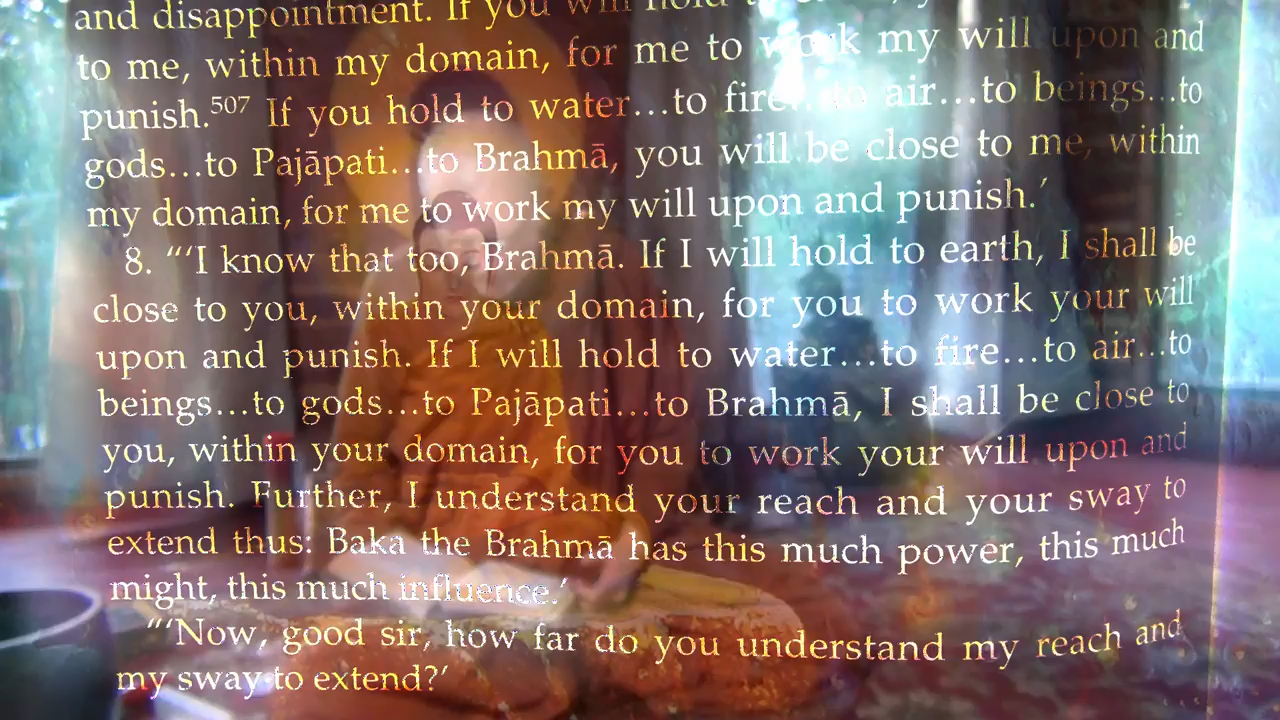 and disappointment. If you will hold
to me, within my domain, for me to work my will upon and
punish.507 If you hold to water…to fire…to air…to beings…to
gods…to Pajāpati…to Brahmā, you will be close to me, within
my domain, for me to work my will upon and punish.’
8. “‘I know that too, Brahmā. If I will hold to earth, I shall be
close to you, within your domain, for you to work your will
upon and punish. If I will hold to water…to fire…to air…to
beings…to gods…to Pajāpati…to Brahmā, I shall be close to
you, within your domain, for you to work your will upon and
punish. Further, I understand your reach and your sway to
extend thus: Baka the Brahmā has this much power, this much
might, this much influence.’
“‘Now, good sir, how far do you understand my reach and
my sway to extend?’